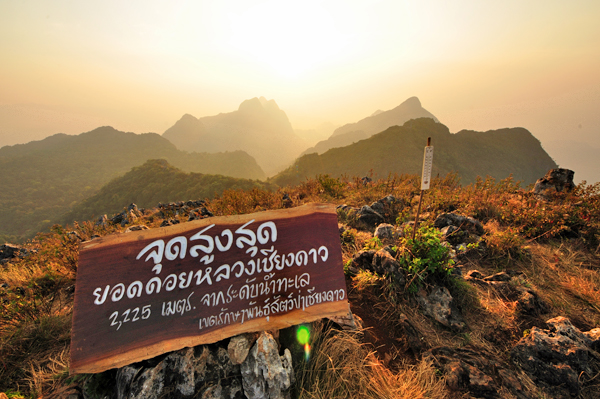 จุดสูงสุด
ยอดดอยหลวงเชียงดาว
2,225 เมตร. จากระดับน้ำทะเล
เขตรักษาพันธุ์สัตว์ป่าเชียงดาว